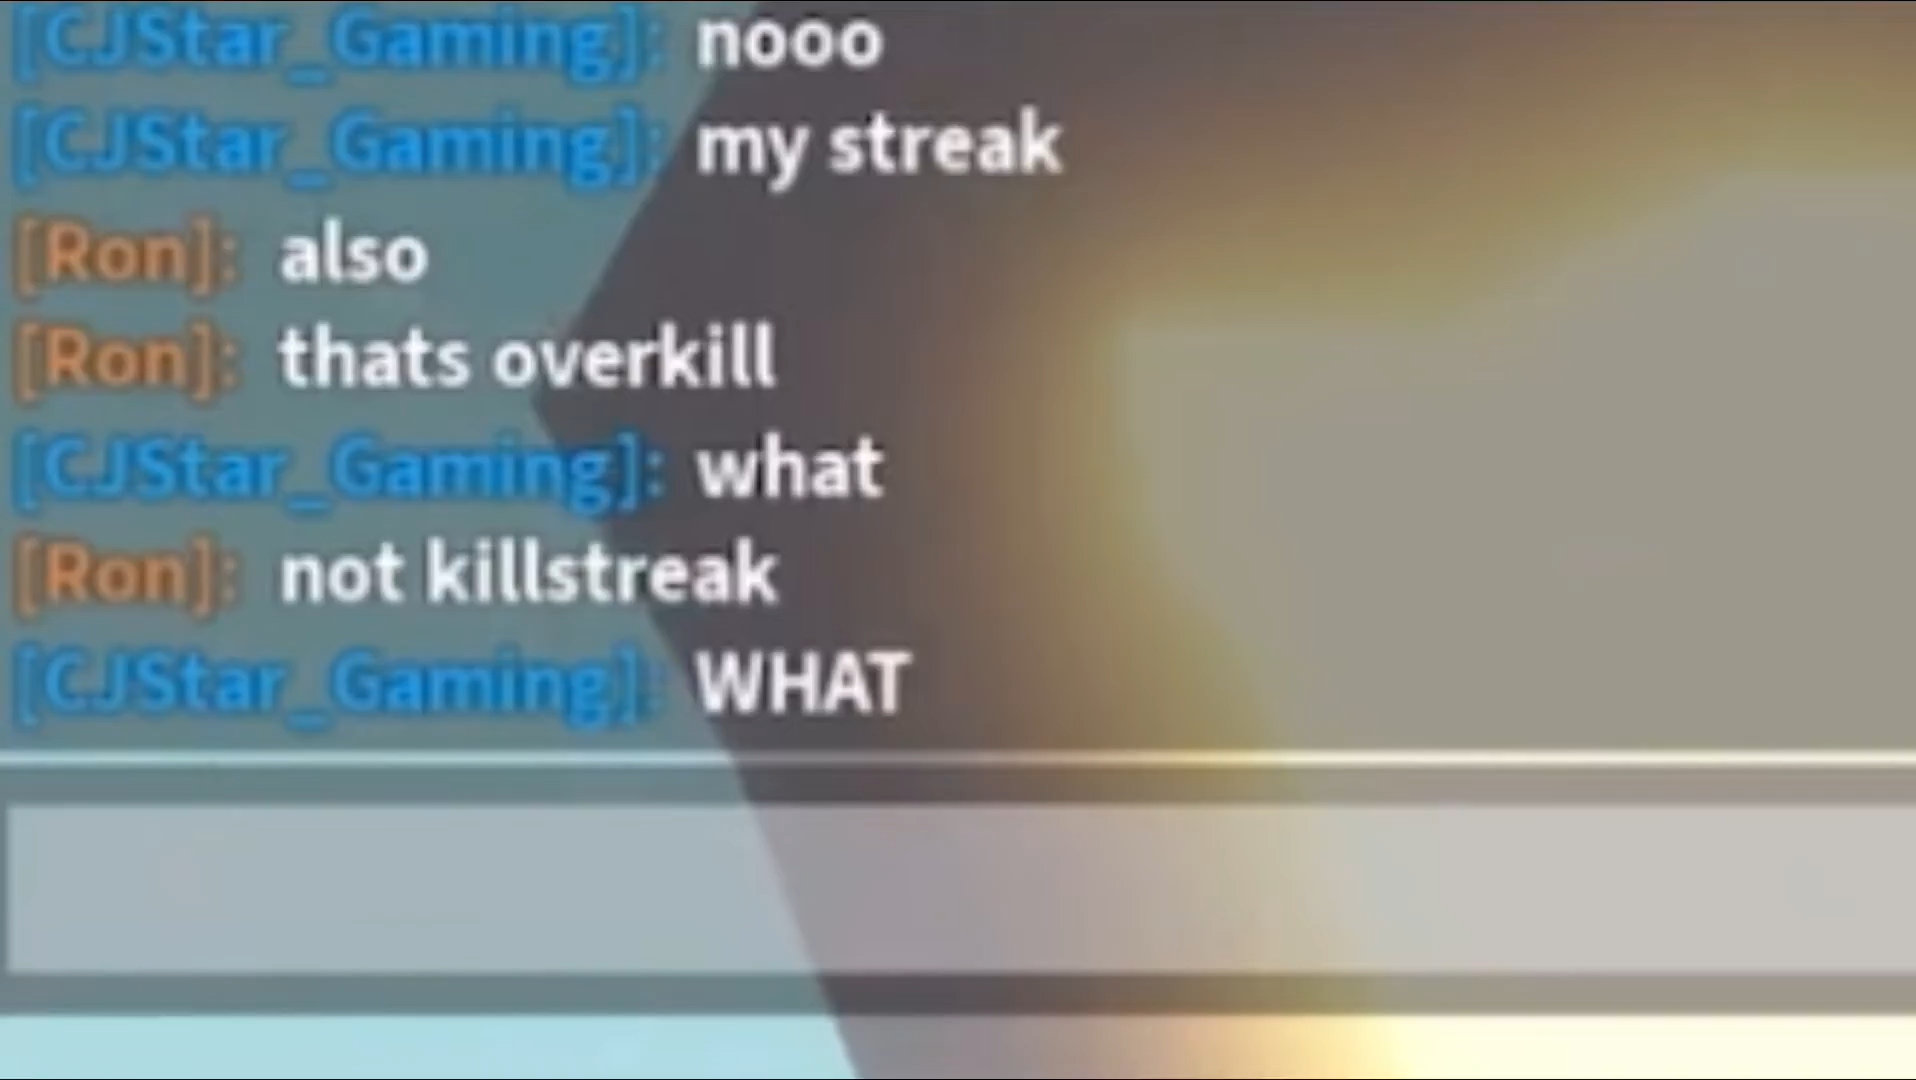 [CJStar_Gaming]: nooo
[CJStar_Gaming]: my streak
[Ron]: also
[Ron]: thats overkill
[CJStar_Gaming]: what
[Ron]: not killstreak
[CJStar_Gaming]: WHAT